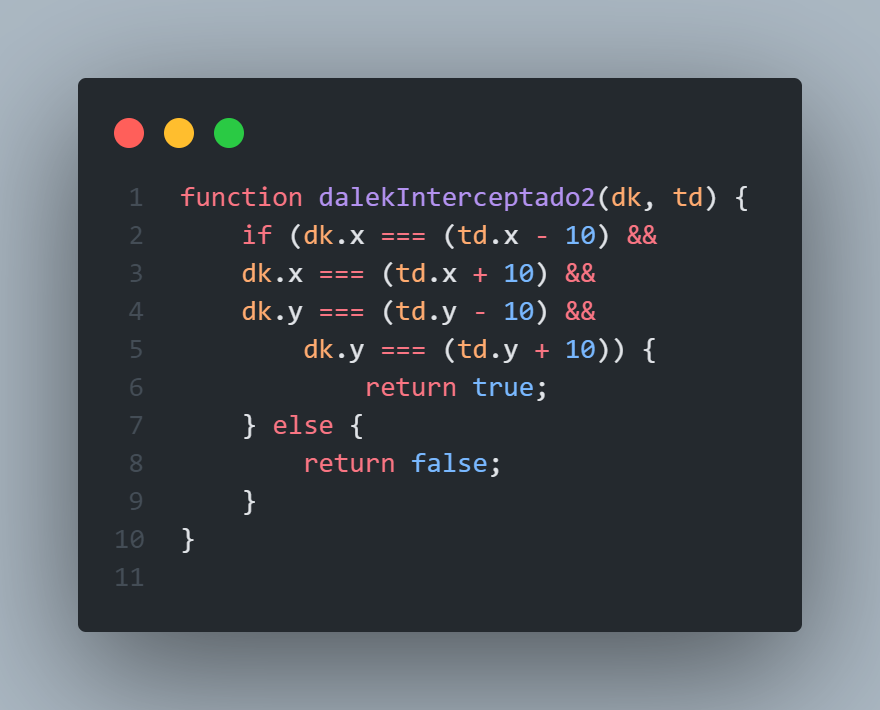 1 function dalekInterceptado2(dk, td) {
2     if (dk.x === (td.x - 10) &&
3     dk.x === (td.x + 10) &&
4     dk.y === (td.y - 10) &&
5         dk.y === (td.y + 10)) {
6             return true;
7     } else {
8         return false;
9     }
10 }
11